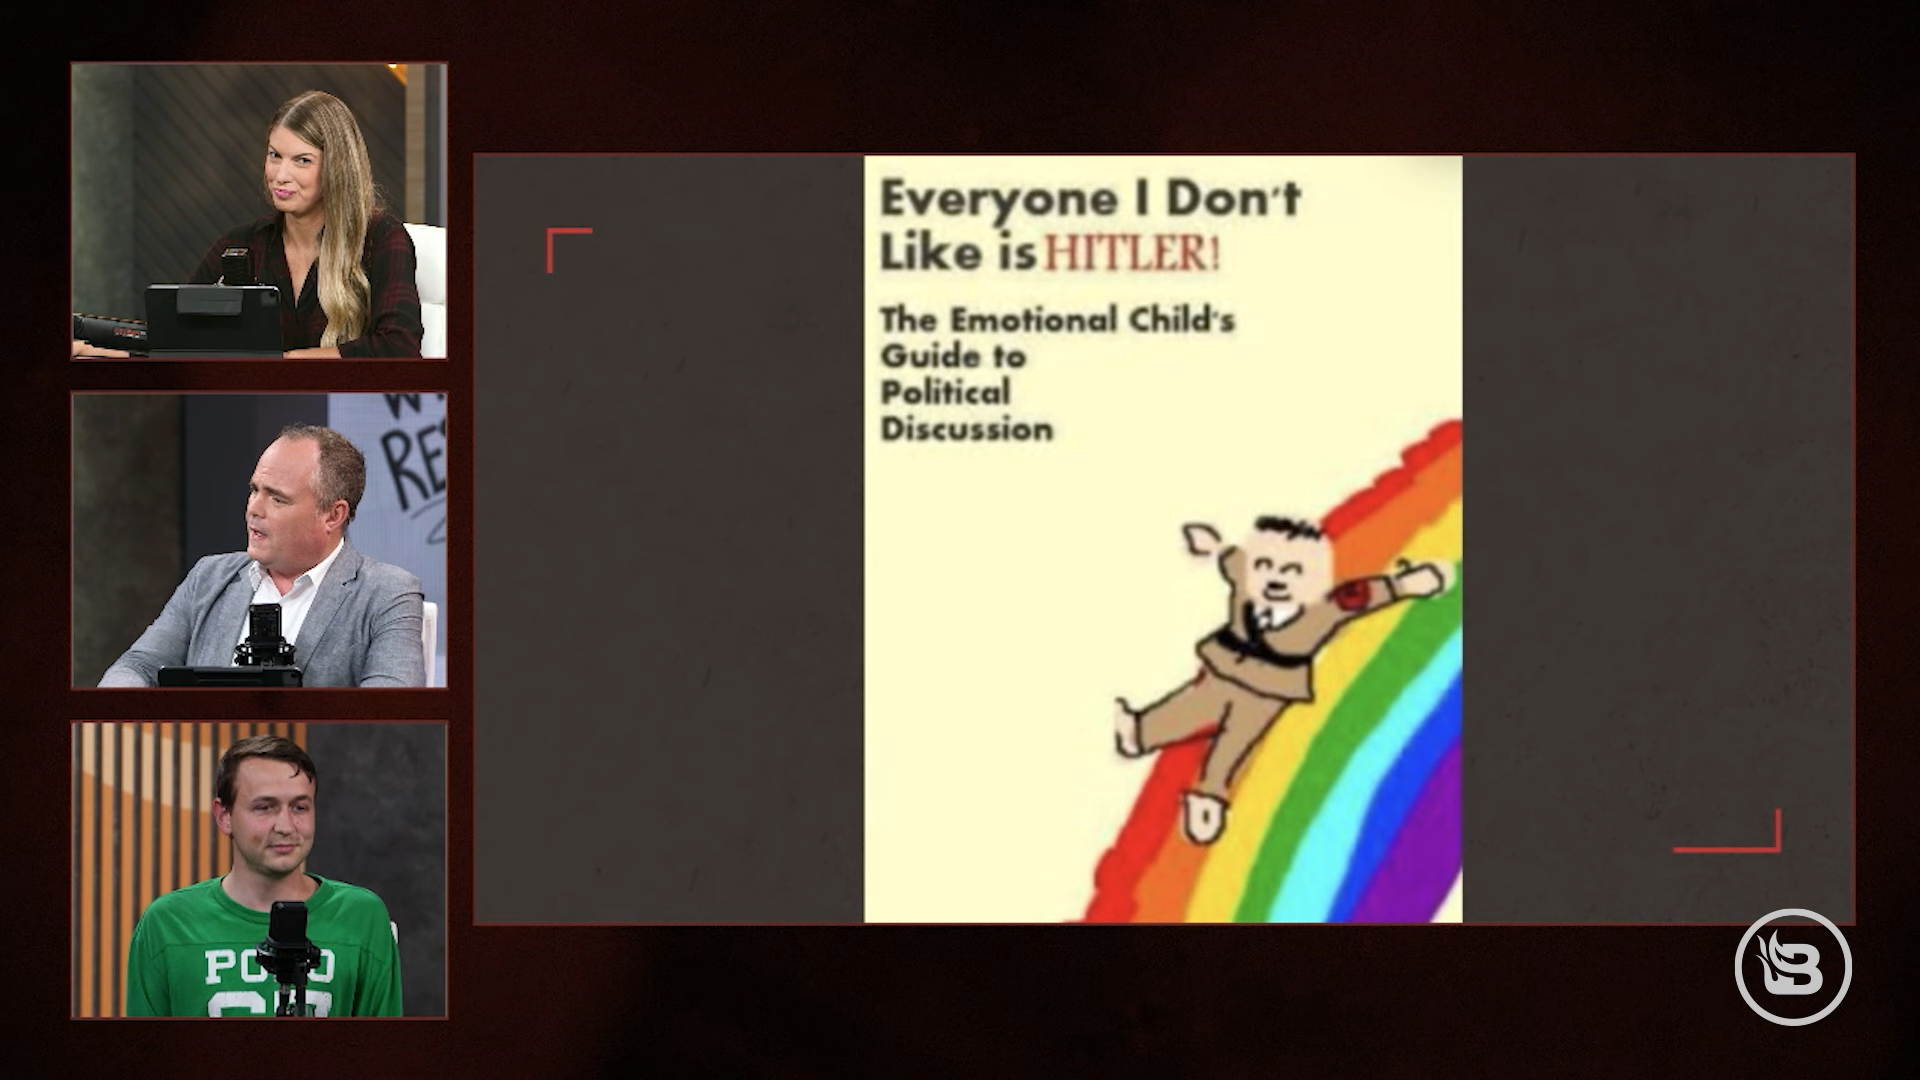 Everyone I Don't
Like is HITLER!
The Emotional Child's
Guide to
Political
Discussion
B